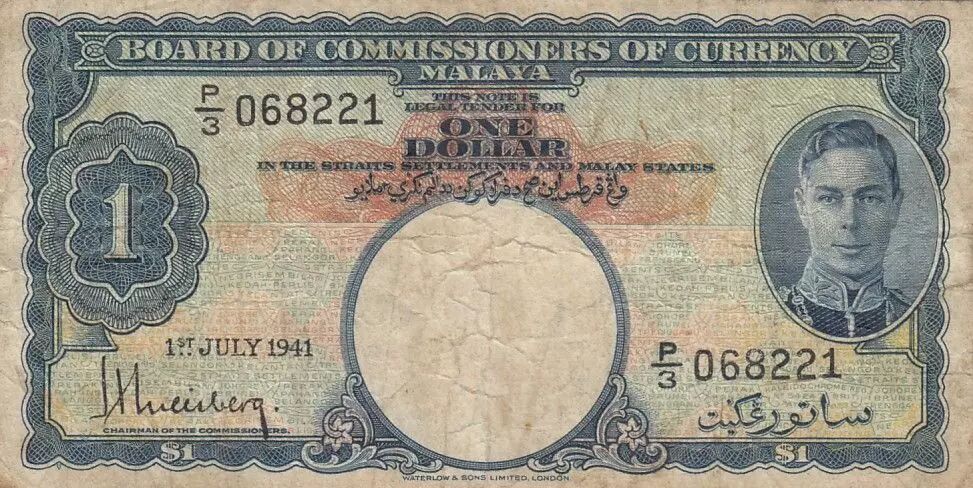 BOARD OF COMMISSIONERS OF CURRENCY
MALAYA
P/3 068221
THIS NOTE IS
LEGAL TENDER FOR
ONE
DOLLAR
IN THE STRAITS SETTLEMENTS AND MALAY STATES
1
1ST. JULY 1941
P/3 068221
CHAIRMAN OF THE COMMISSIONERS.
ساتو رڠݢيت
$1
$1
WATERLOW & SONS LIMITED, LONDON.